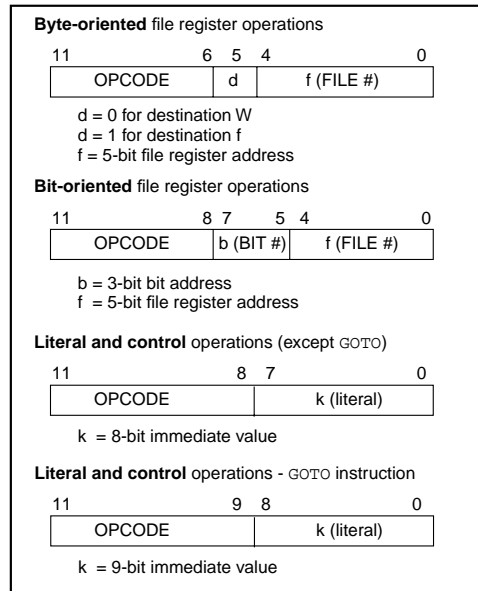 Byte-oriented file register operations
11 6 5 4 0
OPCODE d f (FILE #)
d = 0 for destination W
d = 1 for destination f
f = 5-bit file register address
Bit-oriented file register operations
11 8 7 5 4 0
OPCODE b (BIT #) f (FILE #)
b = 3-bit bit address
f = 5-bit file register address
Literal and control operations (except GOTO)
11 8 7 0
OPCODE k (literal)
k = 8-bit immediate value
Literal and control operations - GOTO instruction
11 9 8 0
OPCODE k (literal)
k = 9-bit immediate value